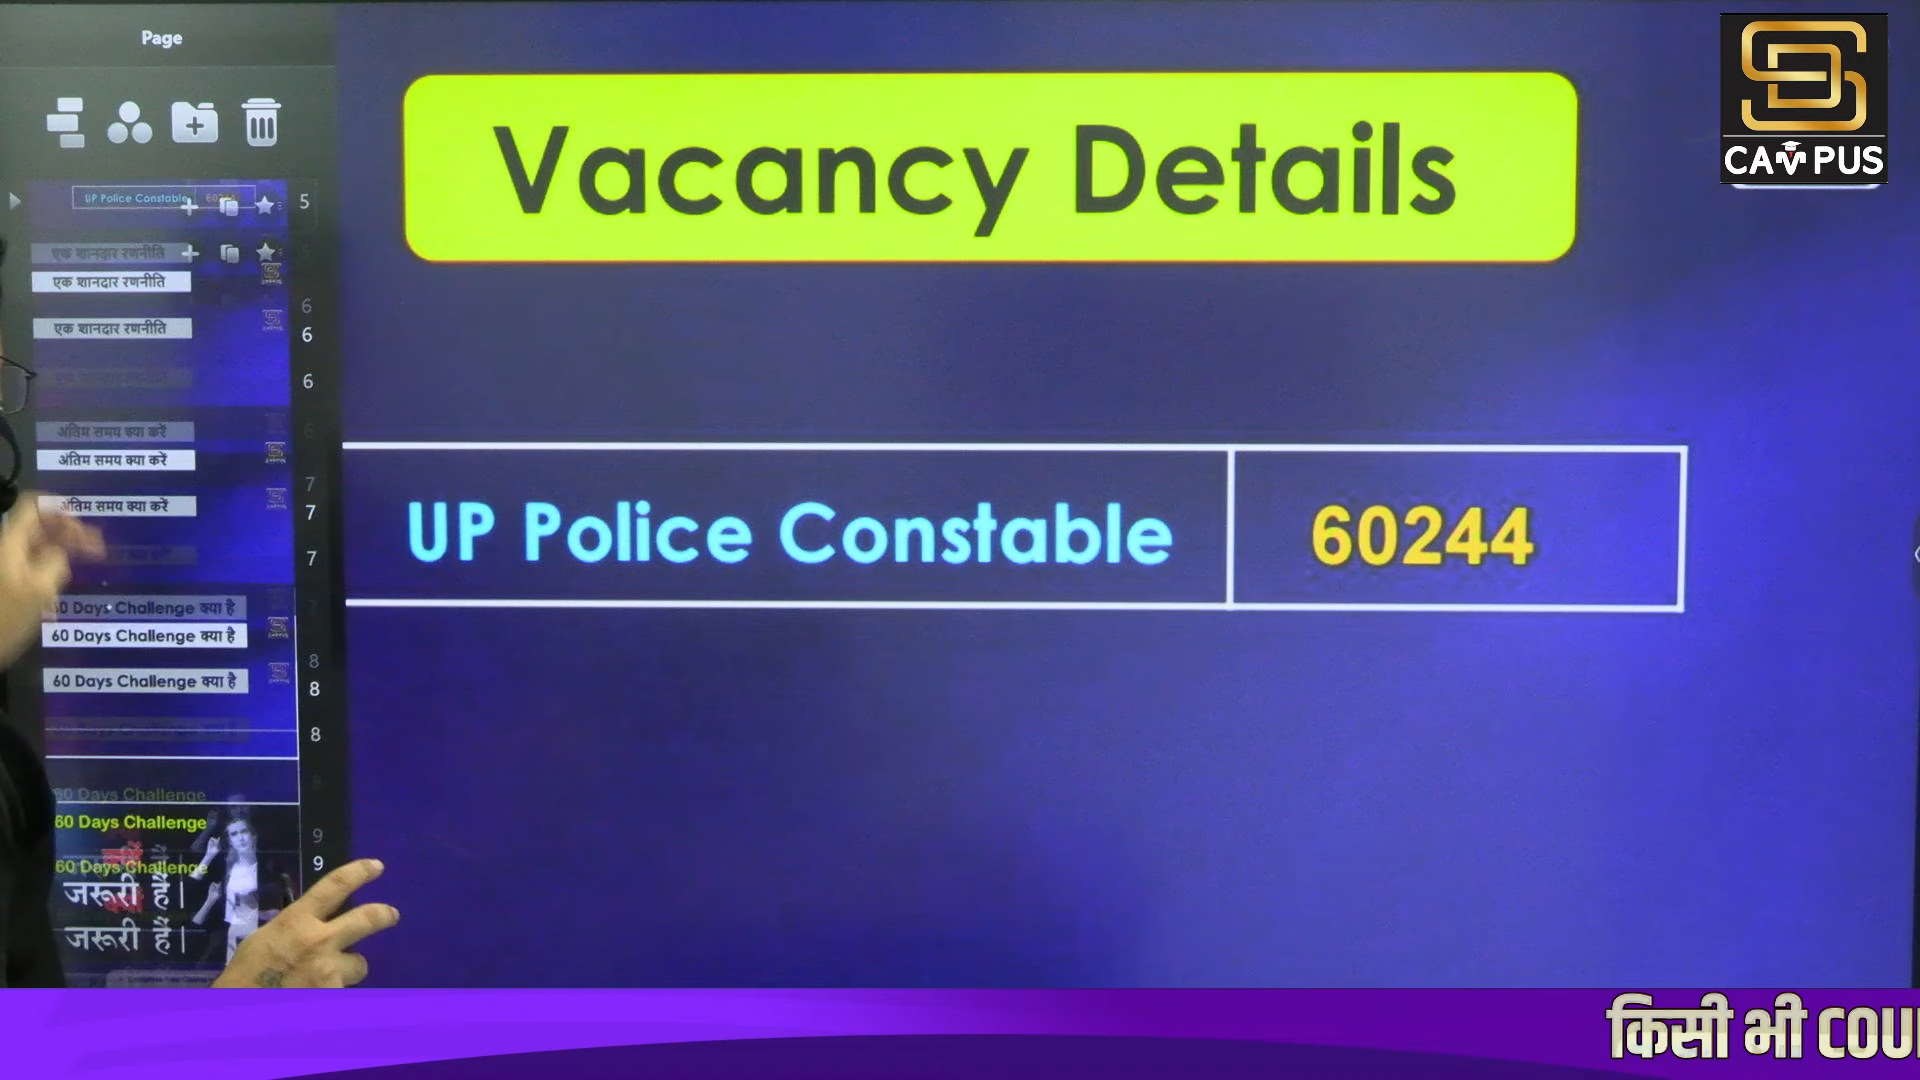 Page
UP Police Constable
5
एक शानदार रणनीति
एक शानदार रणनीति
6
एक शानदार रणनीति
6
6
अंतिम समय क्या करें
अंतिम समय क्या करें
7
अंतिम समय क्या करें
7
7
60 Days Challenge क्या है
60 Days Challenge क्या है
8
60 Days Challenge क्या है
8
8
60 Days Challenge
60 Days Challenge
9
60 Days Challenge
9
जरूरी है।
जरूरी है।
Vacancy Details
UP Police Constable
60244
SD
CAMPUS
किसी भी COU